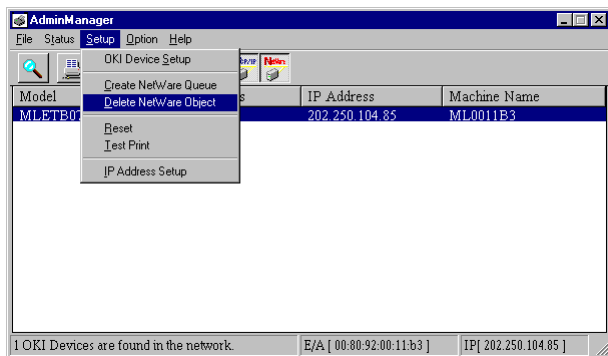 AdminManager
File Status Setup Option Help
OKI Device Setup
Create NetWare Queue
Delete NetWare Object
Reset
Test Print
IP Address Setup
Model IP Address Machine Name
202.250.104.85 ML0011B3
1 OKI Devices are found in the network. E/A [ 00:80:92:00:11:b3 ] IP[ 202.250.104.85 ]